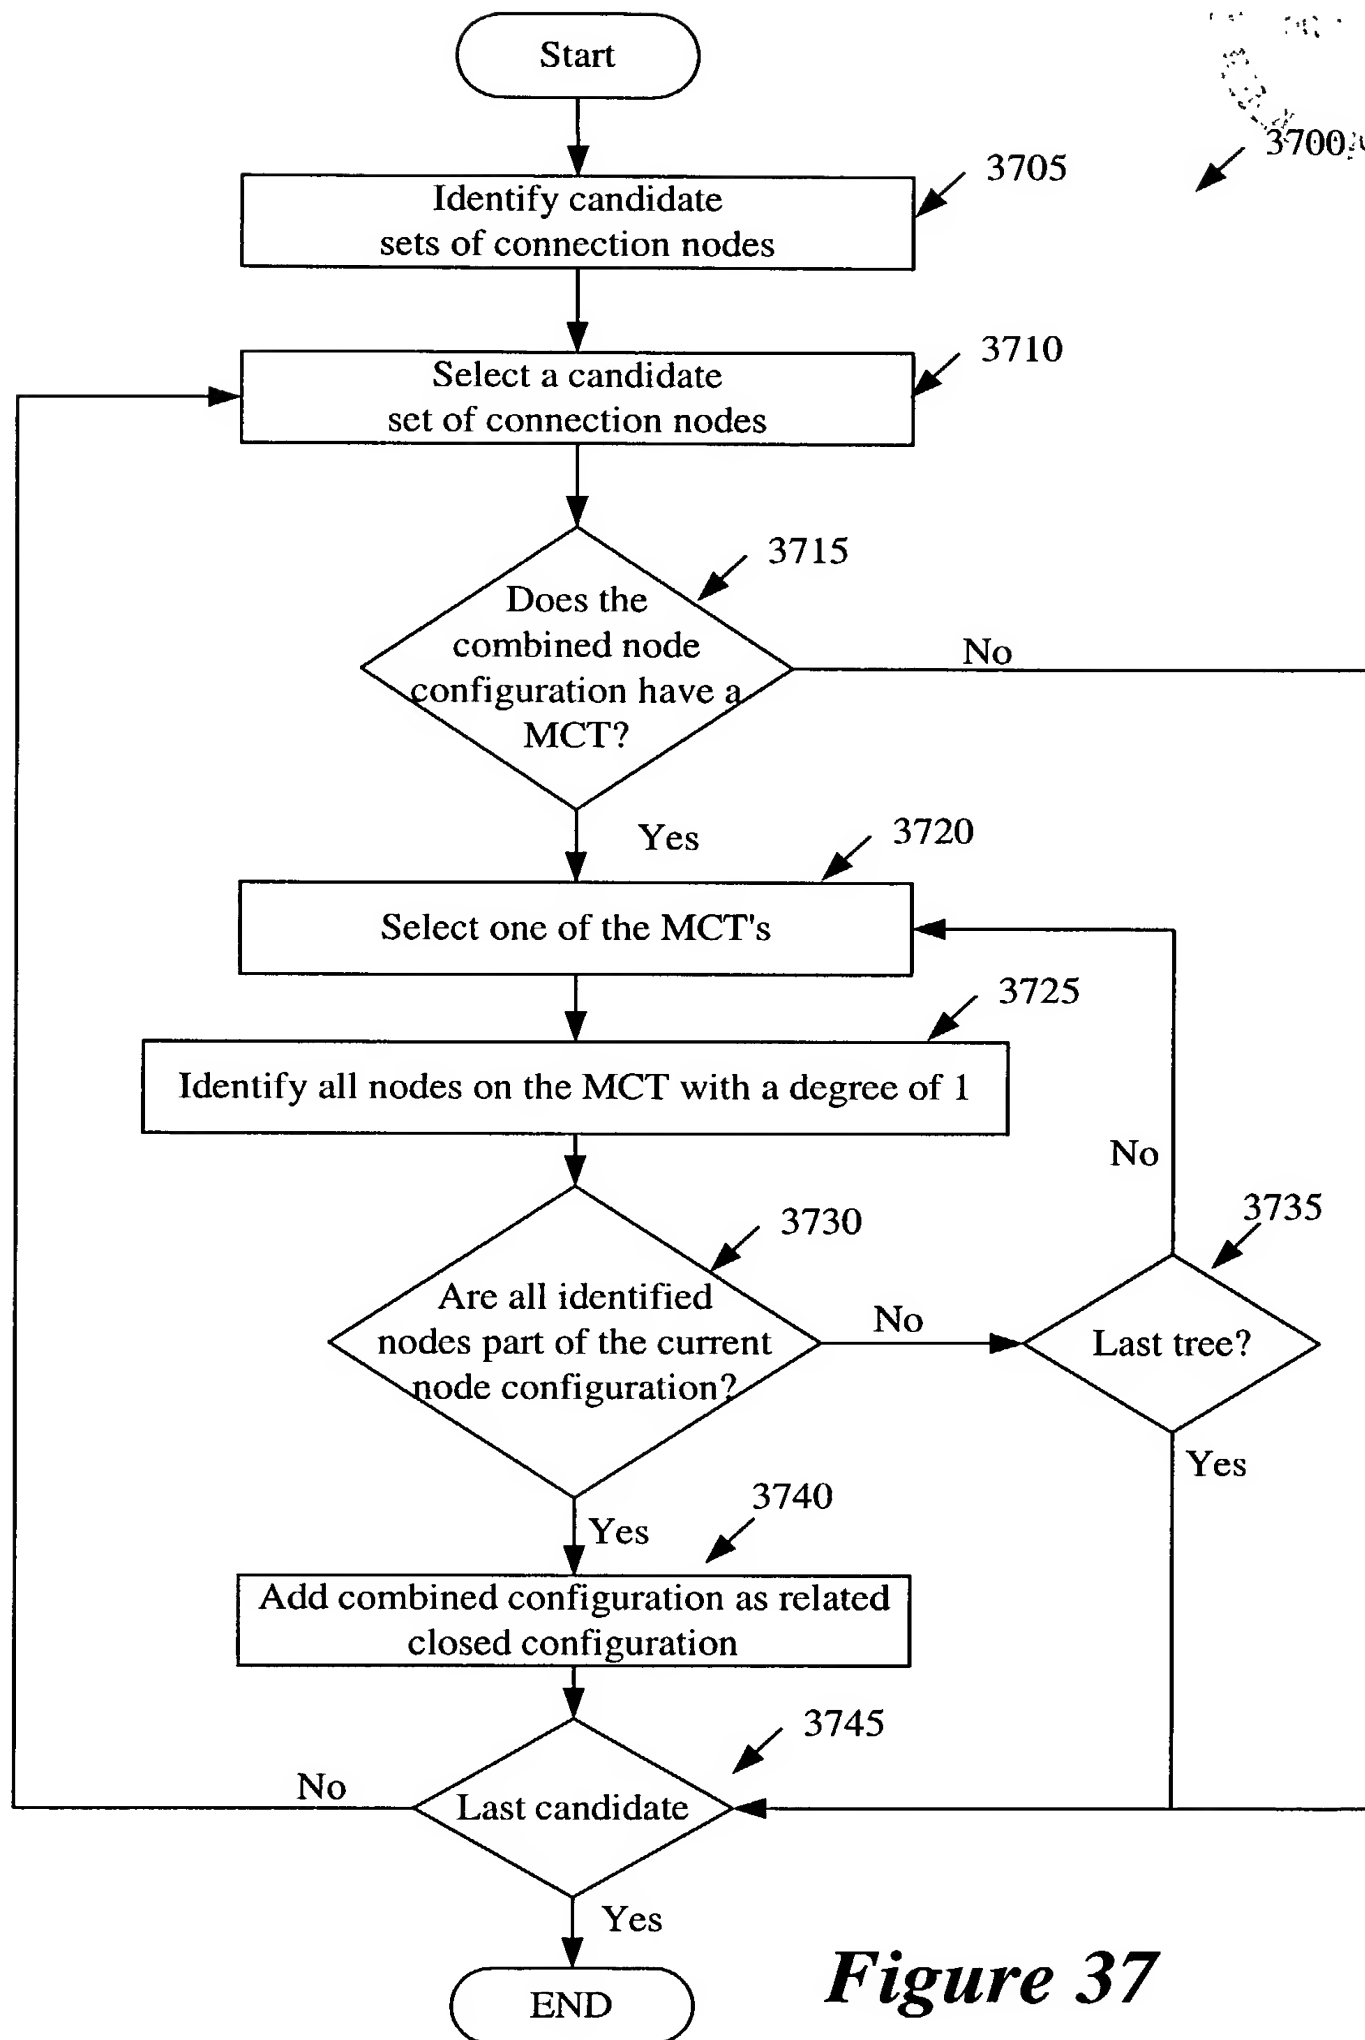 Start
3700
3705
Identify candidate
sets of connection nodes
3710
Select a candidate
set of connection nodes
3715
Does the
combined node
configuration have a
MCT?
No
Yes
3720
Select one of the MCT's
3725
Identify all nodes on the MCT with a degree of 1
No
3730
3735
Are all identified
nodes part of the current
node configuration?
No
Last tree?
Yes
3740
Yes
Add combined configuration as related
closed configuration
3745
No
Last candidate
Yes
END
Figure 37